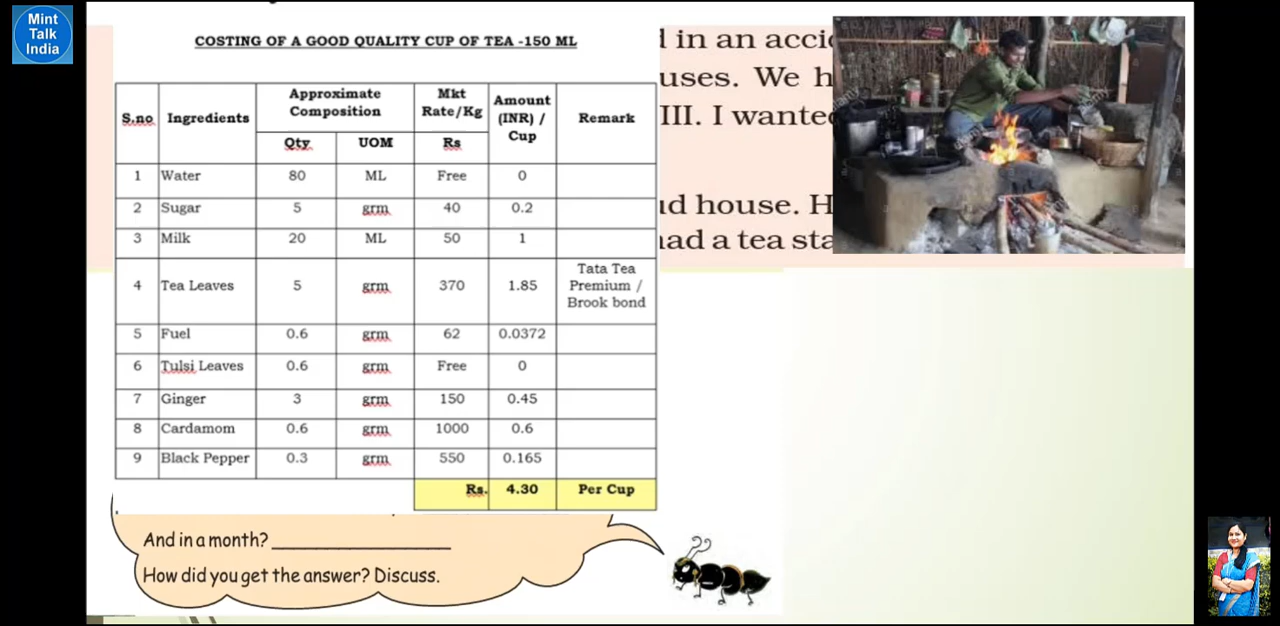 Mint
Talk
India
COSTING OF A GOOD QUALITY CUP OF TEA -150 ML
S.no Ingredients Approximate Composition Mkt Rate/Kg Amount (INR) / Cup Remark
Qty UOM Rs
1 Water 80 ML Free 0
2 Sugar 5 grm 40 0.2
3 Milk 20 ML 50 1
4 Tea Leaves 5 grm 370 1.85 Tata Tea Premium / Brook bond
5 Fuel 0.6 grm 62 0.0372
6 Tulsi Leaves 0.6 grm Free 0
7 Ginger 3 grm 150 0.45
8 Cardamom 0.6 grm 1000 0.6
9 Black Pepper 0.3 grm 550 0.165
Rs. 4.30 Per Cup
d in an acci
uses. We h
III. I wante
house. H
had a tea sta
And in a month?
How did you get the answer? Discuss.